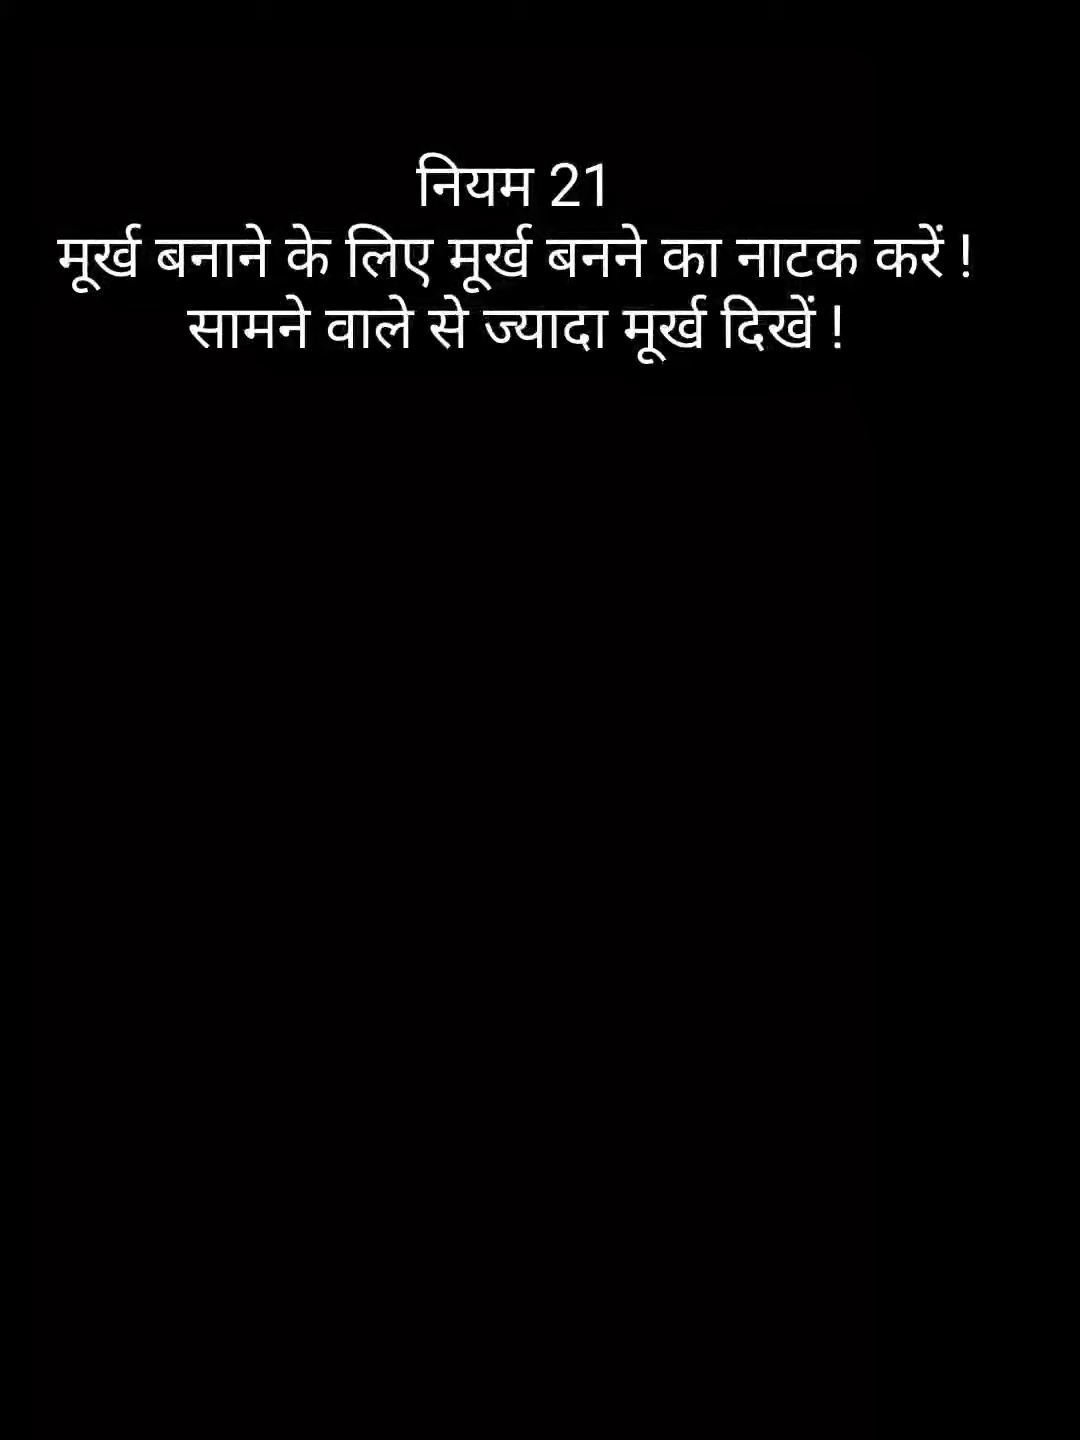 नियम 21
मूर्ख बनाने के लिए मूर्ख बनने का नाटक करें !
सामने वाले से ज्यादा मूर्ख दिखें !